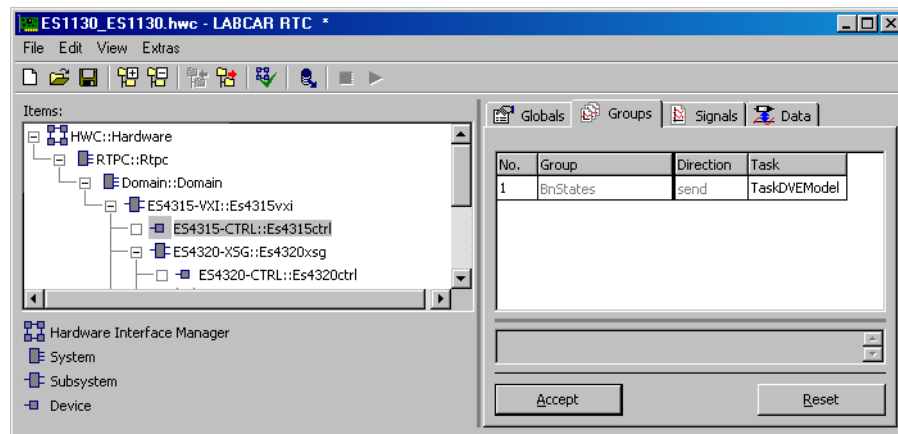 ES1130_ES1130.hwc - LABCAR RTC *
File Edit View Extras
Items:
HWC::Hardware
RTPC::Rtpc
Domain::Domain
ES4315-VXI::Es4315vxi
ES4315-CTRL::Es4315ctrl
ES4320-XSG::Es4320xsg
ES4320-CTRL::Es4320ctrl
Hardware Interface Manager
System
Subsystem
Device
Globals Groups Signals Data
No. Group Direction Task
1 BnStates send TaskDVEModel
Accept Reset